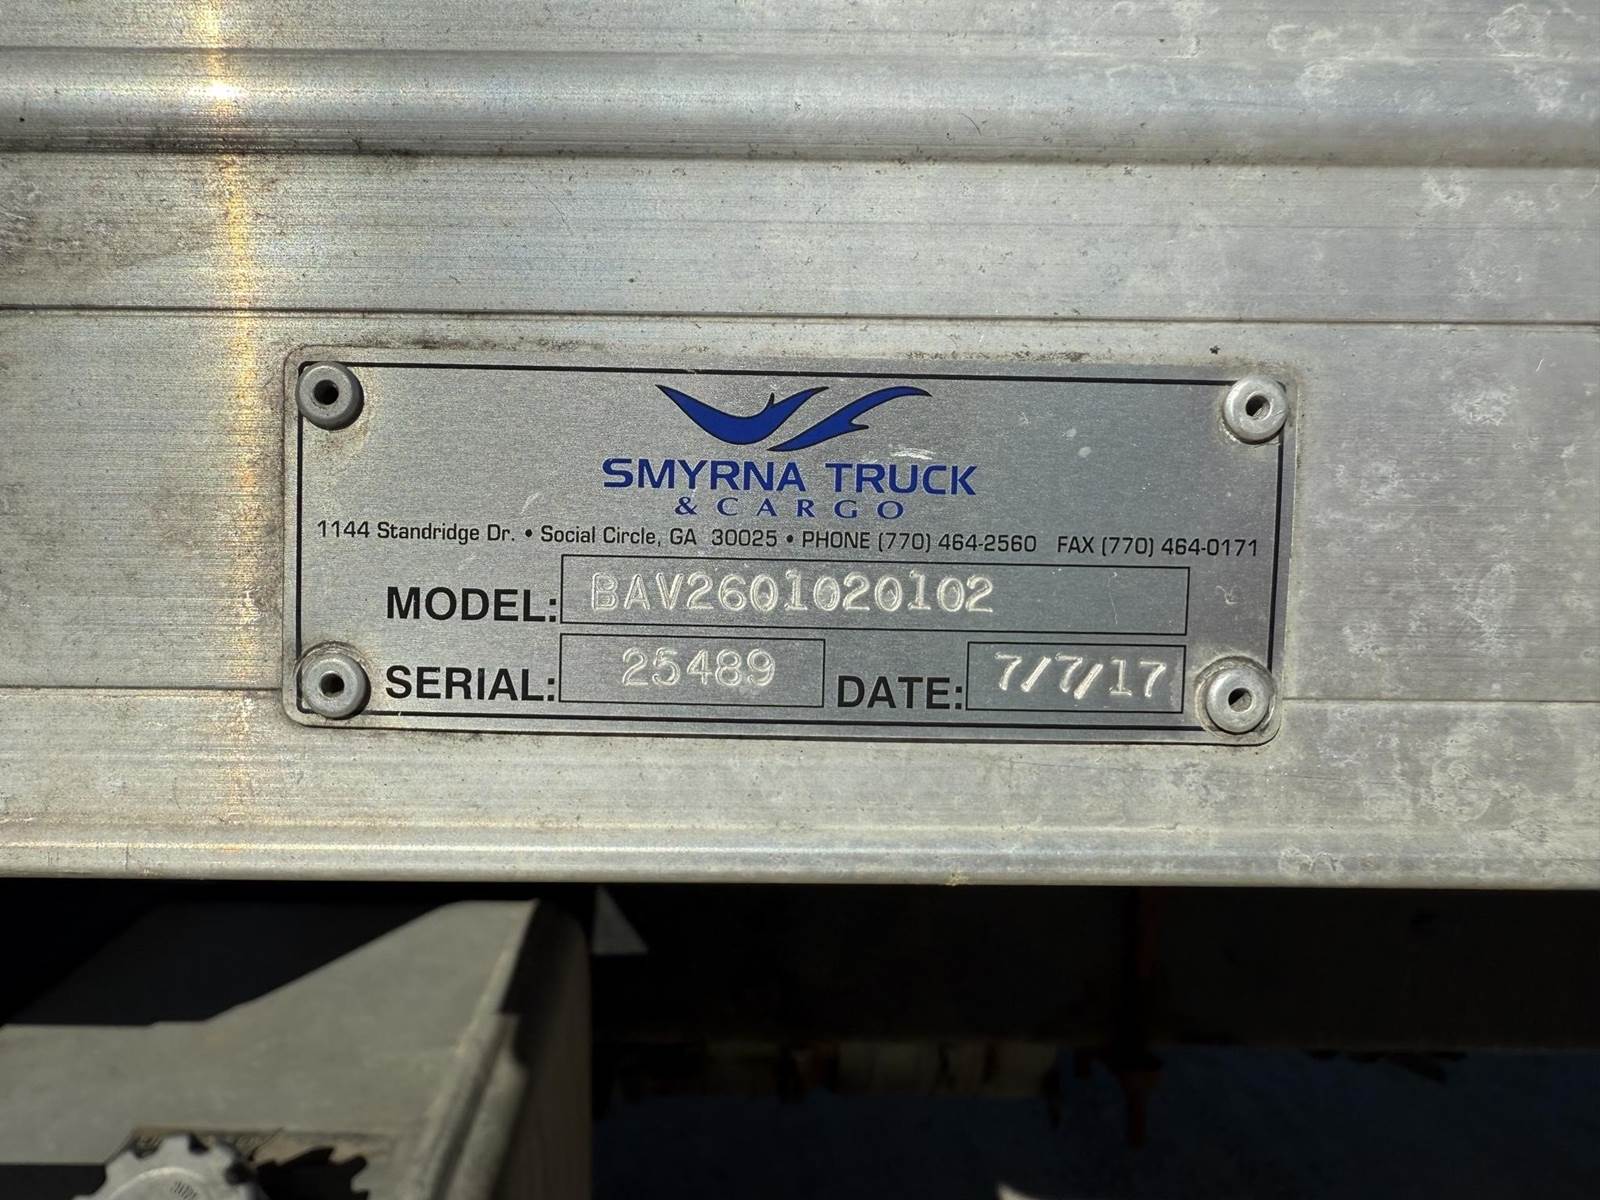 SMYRNA TRUCK
& CARGO
1144 Standridge Dr. • Social Circle, GA 30025 • PHONE (770) 464-2560 FAX (770) 464-0171
MODEL: BAV2601020102
SERIAL: 25489 DATE: 7/7/17